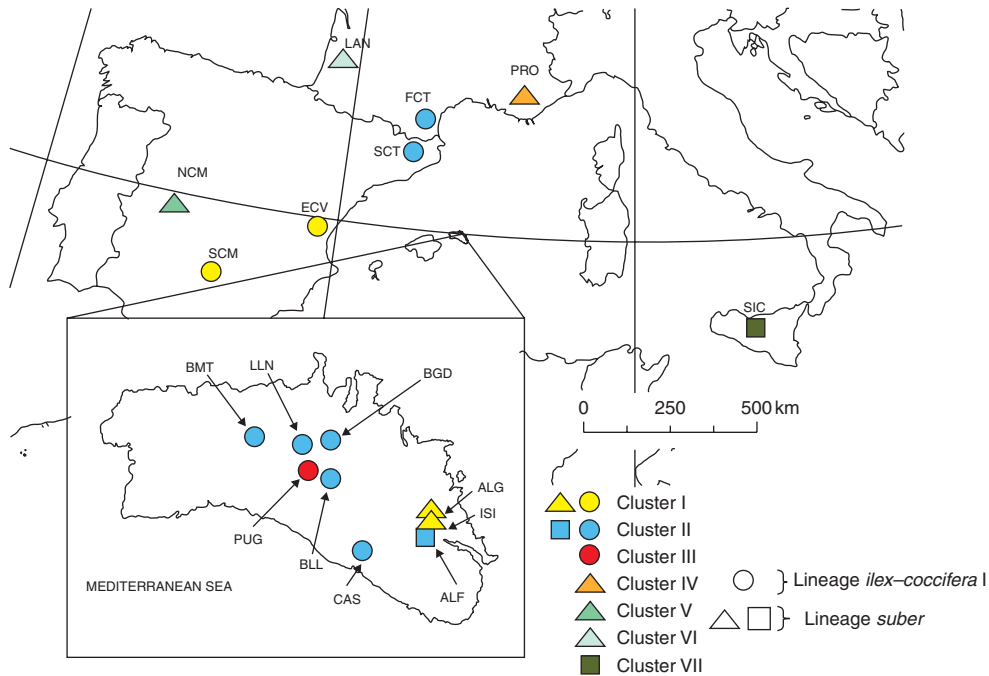 LAN
PRO
FCT
SCT
NCM
ECV
SCM
SIC
0 250 500 km
BMT
LLN
BGD
ALG
ISI
PUG
BLL
CAS
ALF
MEDITERRANEAN SEA
Cluster I
Cluster II
Cluster III
Cluster IV
Cluster V
Cluster VI
Cluster VII
Lineage ilex–coccifera I
Lineage suber